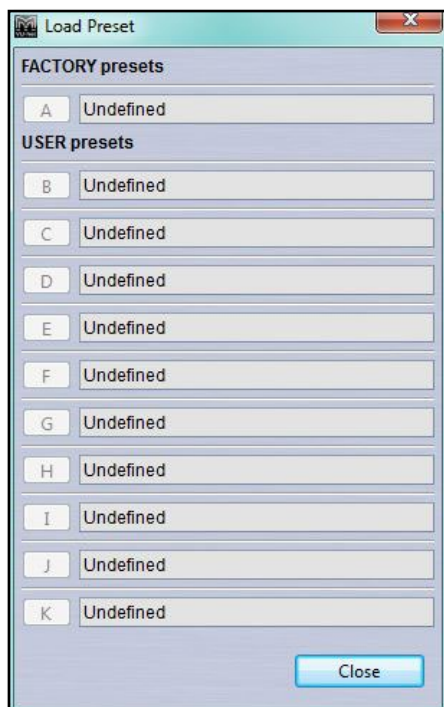 Load Preset
FACTORY presets
A Undefined
USER presets
B Undefined
C Undefined
D Undefined
E Undefined
F Undefined
G Undefined
H Undefined
I Undefined
J Undefined
K Undefined
Close